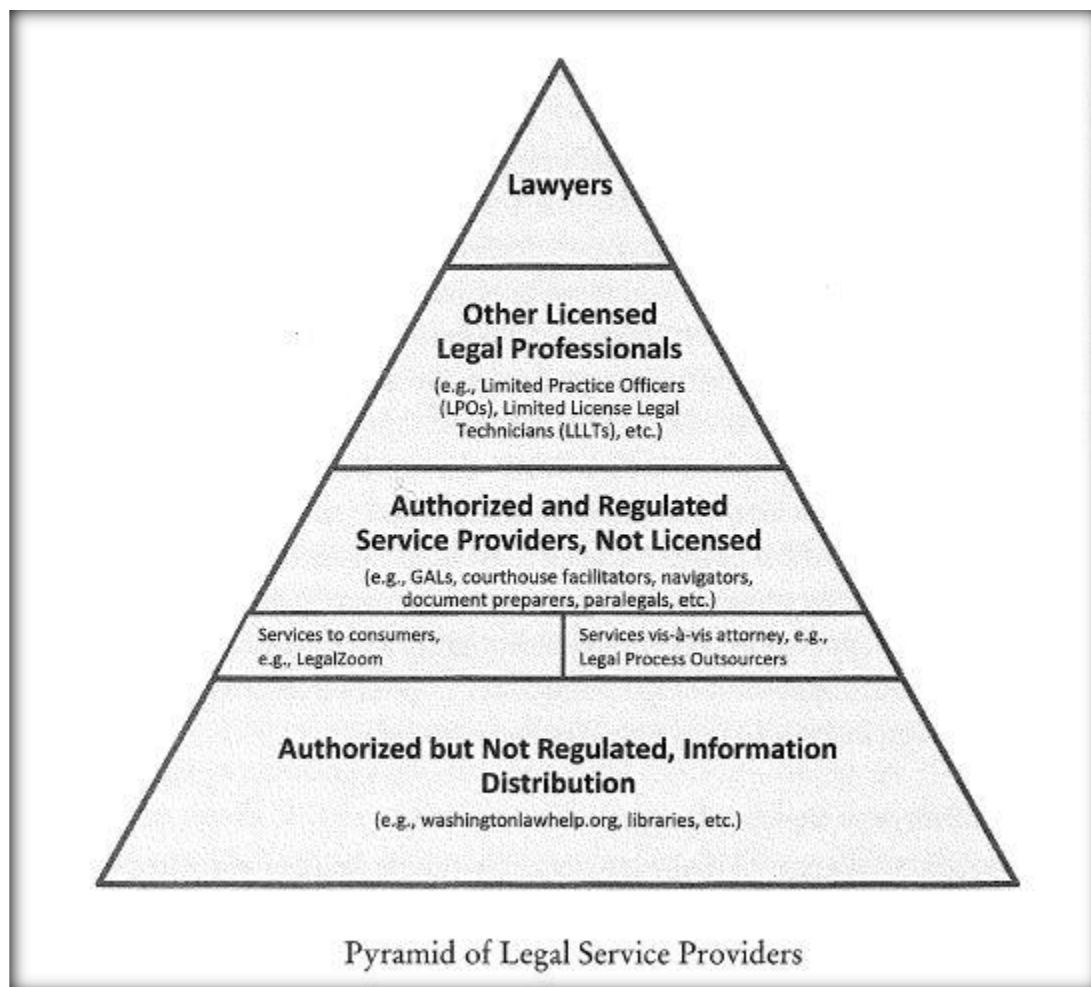 Lawyers
Other Licensed
Legal Professionals
(e.g., Limited Practice Officers
(LPOs), Limited License Legal
Technicians (LLLTs), etc.)
Authorized and Regulated
Service Providers, Not Licensed
(e.g., GALs, courthouse facilitators, navigators,
document preparers, paralegals, etc.)
Services to consumers,
e.g., LegalZoom
Services vis-à-vis attorney, e.g.,
Legal Process Outsourcers
Authorized but Not Regulated, Information
Distribution
(e.g., washingtonlawhelp.org, libraries, etc.)
Pyramid of Legal Service Providers